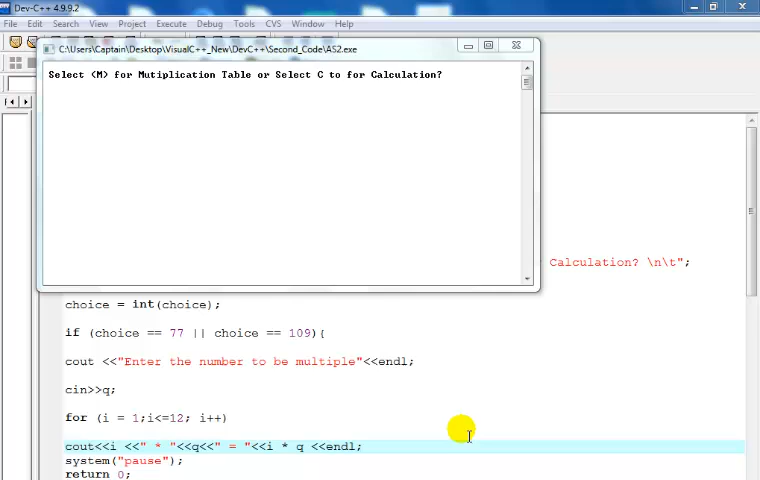 Dev-C++ 4.9.9.2
File Edit Search View Project Execute Debug Tools CVS Window Help
C:\Users\Captain\Desktop\VisualC++_New\DevC++\Second_Code\AS2.exe
Select (M) for Mutiplication Table or Select C to for Calculation?
Calculation? \n\t";
choice = int(choice);
if (choice == 77 || choice == 109){
cout <<"Enter the number to be multiple"<<endl;
cin>>q;
for (i = 1;i<=12; i++)
cout<<i <<" * "<<q<<" = "<<i * q <<endl;
system("pause");
return 0;